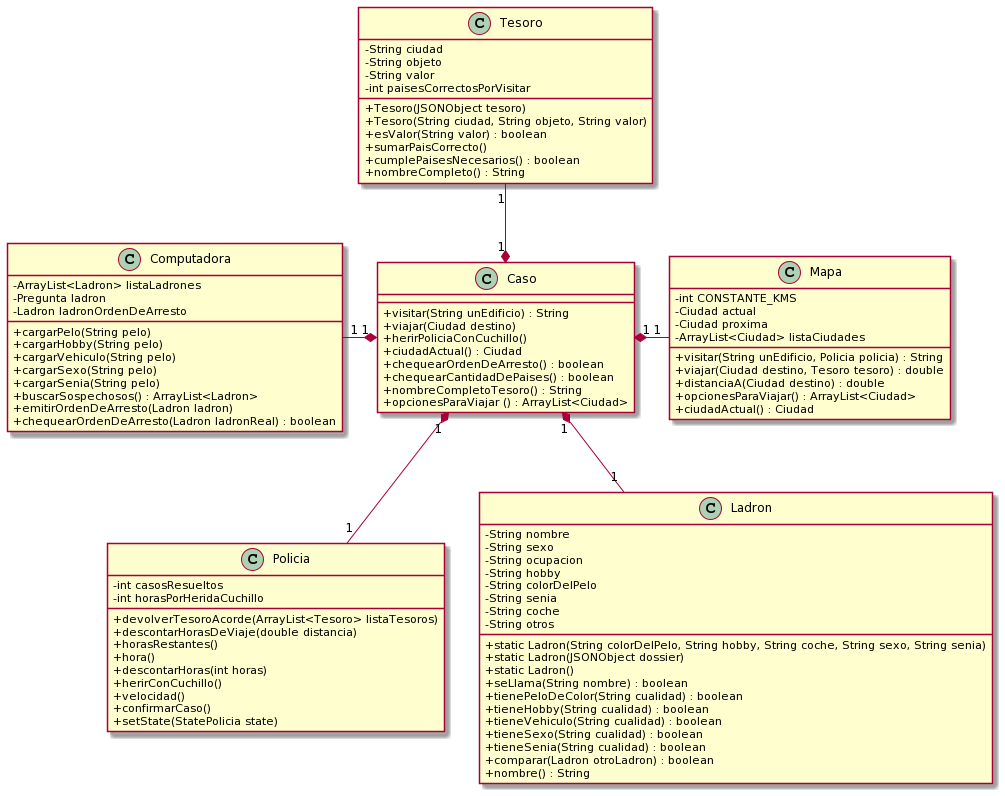 C Tesoro
-String ciudad
-String objeto
-String valor
-int paisesCorrectosPorVisitar
+Tesoro(JSONObject tesoro)
+Tesoro(String ciudad, String objeto, String valor)
+esValor(String valor) : boolean
+sumarPaisCorrecto()
+cumplePaisesNecesarios() : boolean
+nombreCompleto() : String
1
1
C Computadora
-ArrayList<Ladron> listaLadrones
-Pregunta ladron
-Ladron ladronOrdenDeArresto
+cargarPelo(String pelo)
+cargarHobby(String pelo)
+cargarVehiculo(String pelo)
+cargarSexo(String pelo)
+cargarSenia(String pelo)
+buscarSospechosos() : ArrayList<Ladron>
+emitirOrdenDeArresto(Ladron ladron)
+chequearOrdenDeArresto(Ladron ladronReal) : boolean
1 1
C Caso
+visitar(String unEdificio) : String
+viajar(Ciudad destino)
+herirPoliciaConCuchillo()
+ciudadActual() : Ciudad
+chequearOrdenDeArresto() : boolean
+chequearCantidadDePaises() : boolean
+nombreCompletoTesoro() : String
+opcionesParaViajar () : ArrayList<Ciudad>
1 1
C Mapa
-int CONSTANTE_KMS
-Ciudad actual
-Ciudad proxima
-ArrayList<Ciudad> listaCiudades
+visitar(String unEdificio, Policia policia) : String
+viajar(Ciudad destino, Tesoro tesoro) : double
+distanciaA(Ciudad destino) : double
+opcionesParaViajar() : ArrayList<Ciudad>
+ciudadActual() : Ciudad
1
1
1
1
C Policia
-int casosResueltos
-int horasPorHeridaCuchillo
+devolverTesoroAcorde(ArrayList<Tesoro> listaTesoros)
+descontarHorasDeViaje(double distancia)
+horasRestantes()
+hora()
+descontarHoras(int horas)
+herirConCuchillo()
+velocidad()
+confirmarCaso()
+setState(StatePolicia state)
C Ladron
-String nombre
-String sexo
-String ocupacion
-String hobby
-String colorDelPelo
-String senia
-String coche
-String otros
+static Ladron(String colorDelPelo, String hobby, String coche, String sexo, String senia)
+static Ladron(JSONObject dossier)
+static Ladron()
+seLlama(String nombre) : boolean
+tienePeloDeColor(String cualidad) : boolean
+tieneHobby(String cualidad) : boolean
+tieneVehiculo(String cualidad) : boolean
+tieneSexo(String cualidad) : boolean
+tieneSenia(String cualidad) : boolean
+comparar(Ladron otroLadron) : boolean
+nombre() : String